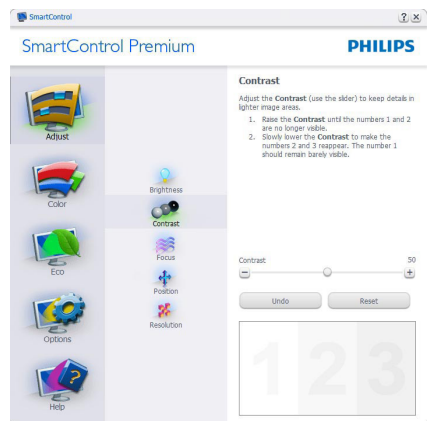 SmartControl
? x
SmartControl Premium
PHILIPS
Adjust
Color
Eco
Options
Help
Brightness
Contrast
Focus
Position
Resolution
Contrast
Adjust the Contrast (use the slider) to keep details in
lighter image areas.
1. Raise the Contrast until the numbers 1 and 2
are no longer visible.
2. Slowly lower the Contrast to make the
numbers 2 and 3 reappear. The number 1
should remain barely visible.
Contrast 50
Undo Reset
1 2 3